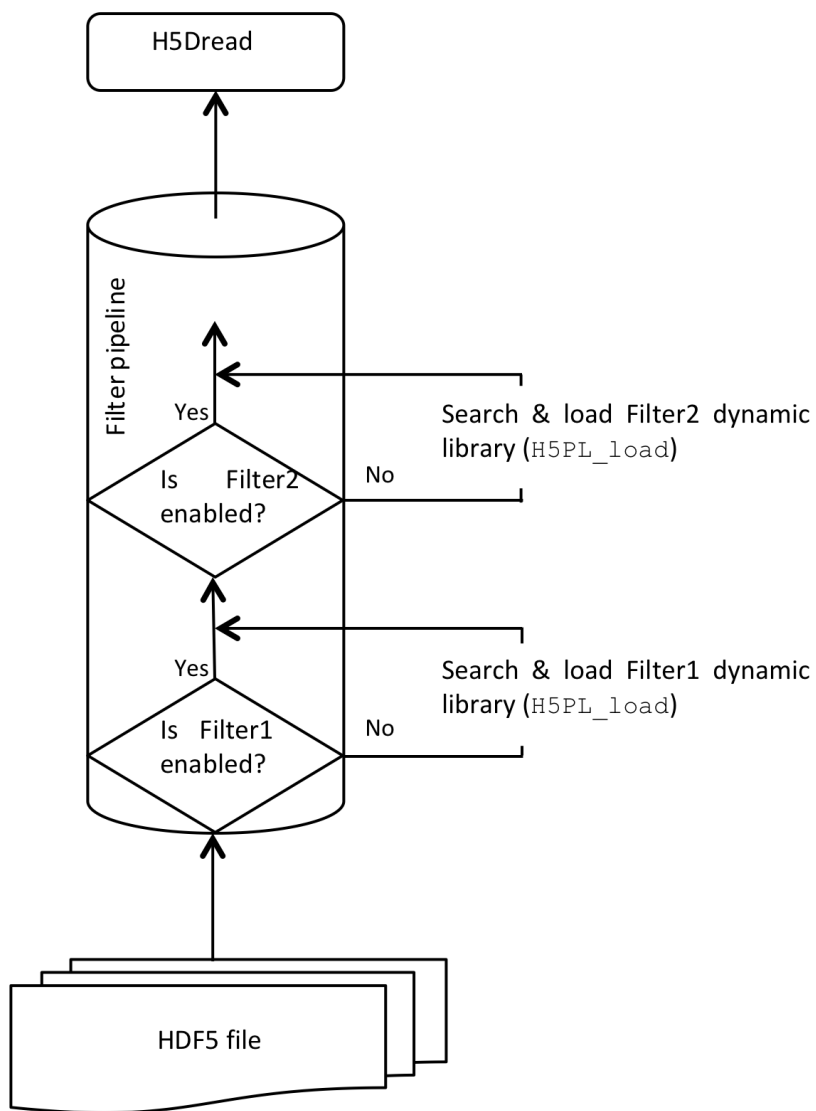 H5Dread
Filter pipeline
Yes
Search & load Filter2 dynamic
library (H5PL_load)
Is Filter2
enabled?
No
Yes
Search & load Filter1 dynamic
library (H5PL_load)
Is Filter1
enabled?
No
HDF5 file